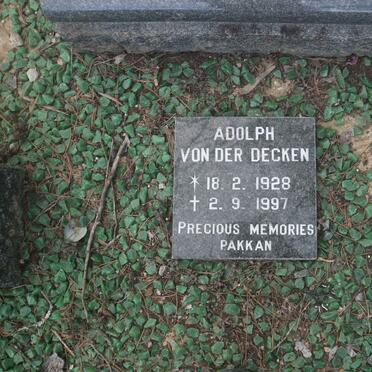 ADOLPH
VON DER DECKEN
* 18. 2. 1928
† 2. 9. 1997
PRECIOUS MEMORIES
PAKKAN